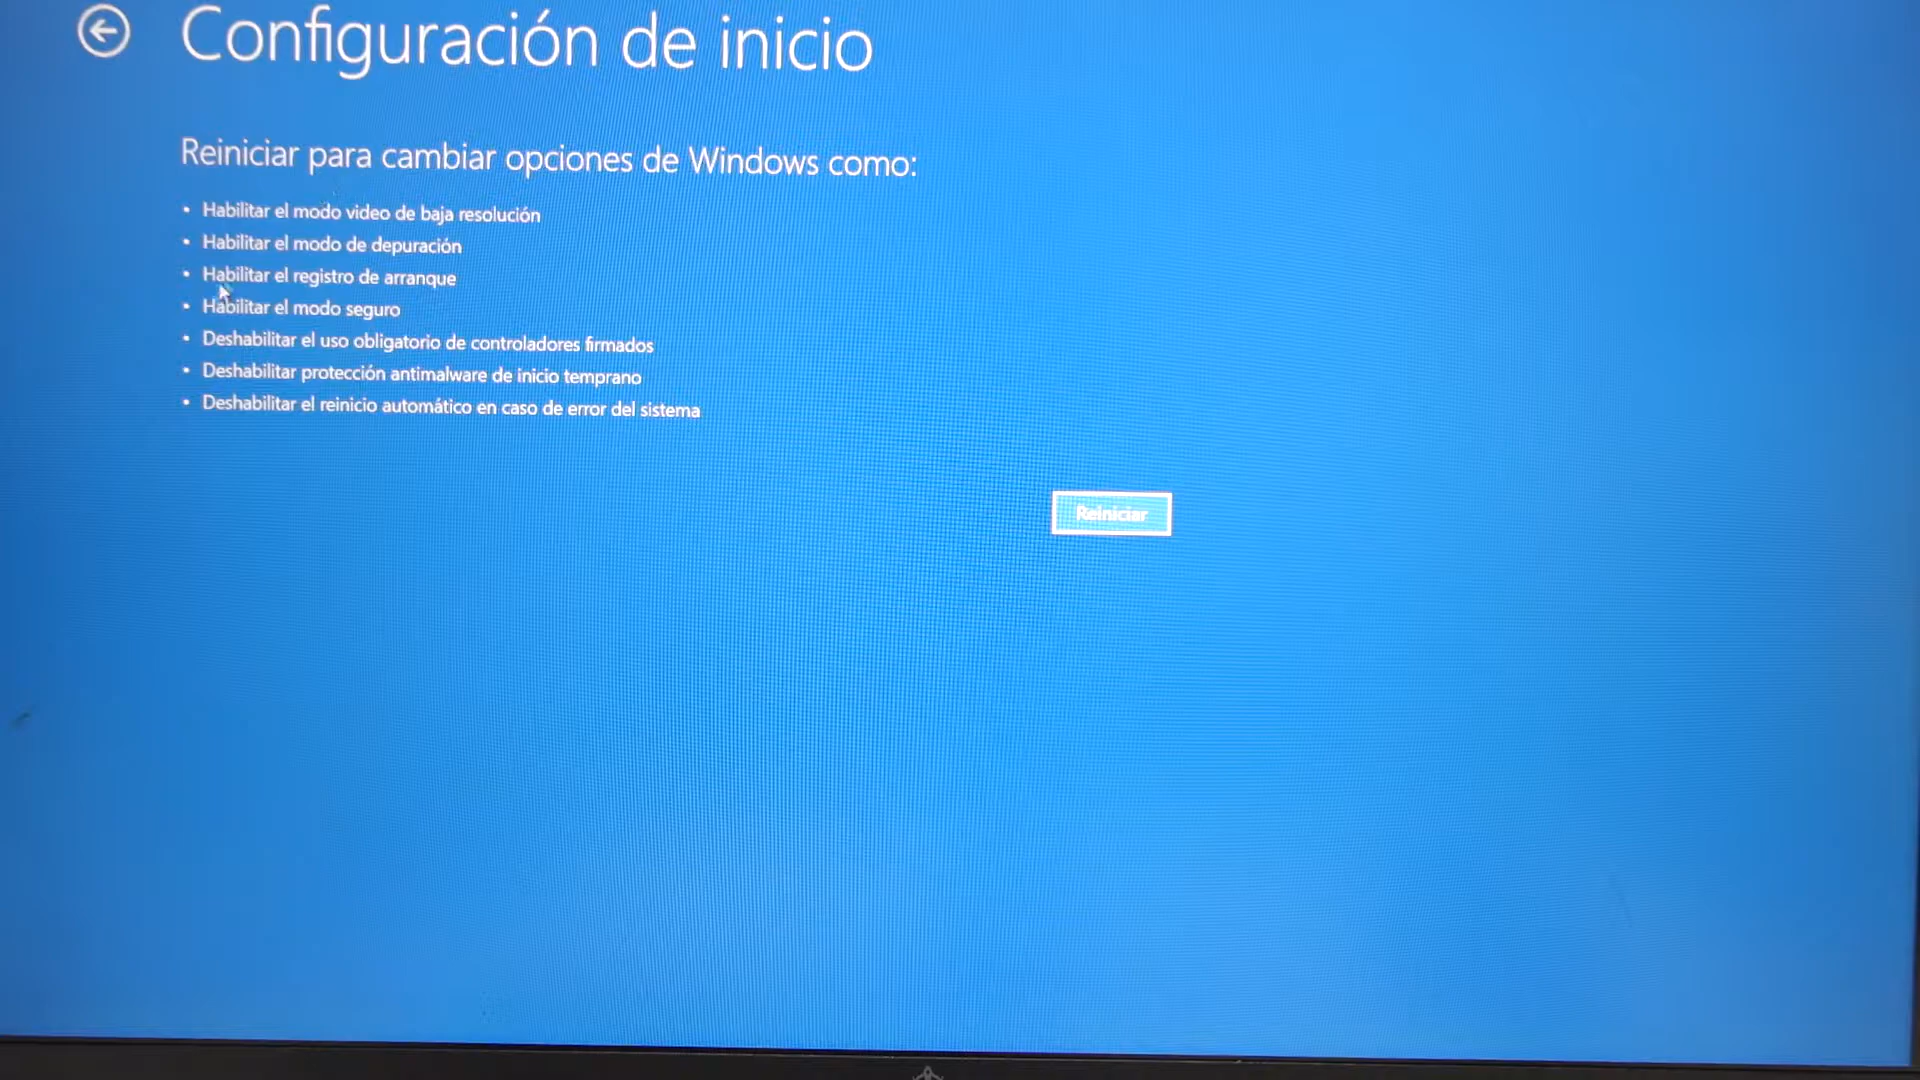 Configuración de inicio
Reiniciar para cambiar opciones de Windows como:
• Habilitar el modo video de baja resolución
• Habilitar el modo de depuración
• Habilitar el registro de arranque
• Habilitar el modo seguro
• Deshabilitar el uso obligatorio de controladores firmados
• Deshabilitar protección antimalware de inicio temprano
• Deshabilitar el reinicio automático en caso de error del sistema
Reiniciar